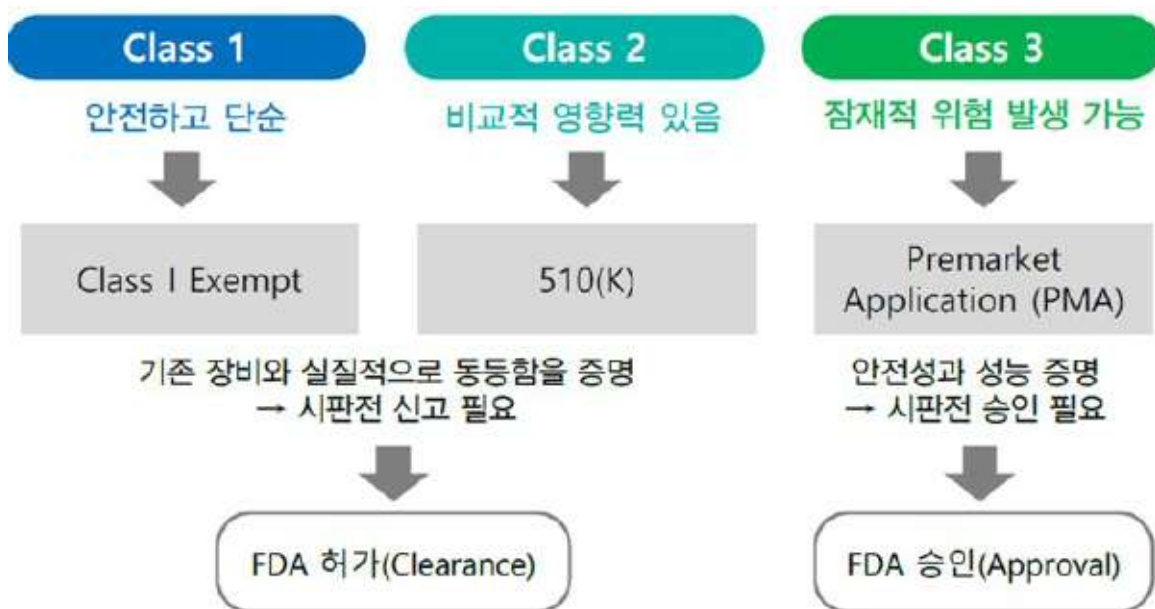 Class 1
안전하고 단순
Class I Exempt
Class 2
비교적 영향력 있음
510(K)
기존 장비와 실질적으로 동등함을 증명
→ 시판전 신고 필요
FDA 허가(Clearance)
Class 3
잠재적 위험 발생 가능
Premarket
Application (PMA)
안전성과 성능 증명
→ 시판전 승인 필요
FDA 승인(Approval)